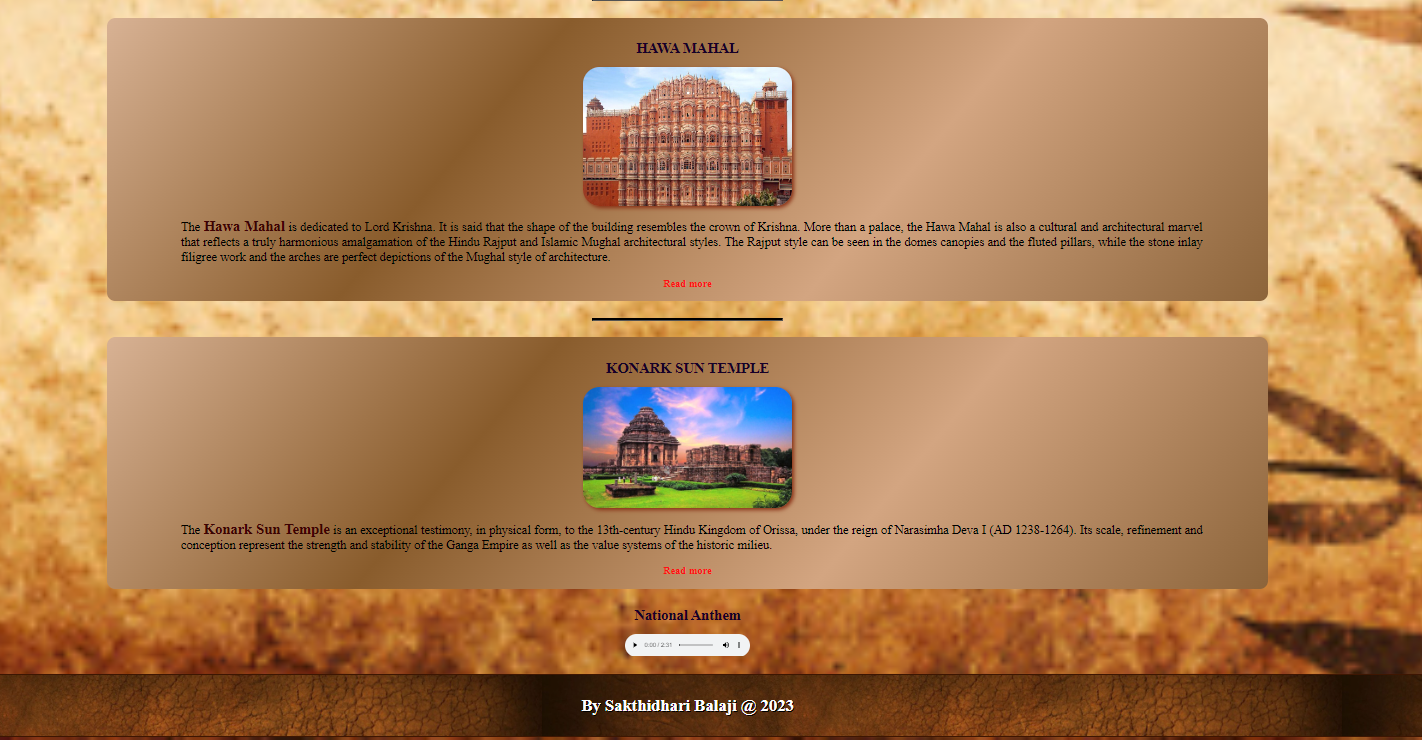 HAWA MAHAL
The Hawa Mahal is dedicated to Lord Krishna. It is said that the shape of the building resembles the crown of Krishna. More than a palace, the Hawa Mahal is also a cultural and architectural marvel
that reflects a truly harmonious amalgamation of the Hindu Rajput and Islamic Mughal architectural styles. The Rajput style can be seen in the domes canopies and the fluted pillars, while the stone inlay
filigree work and the arches are perfect depictions of the Mughal style of architecture.
Read more
KONARK SUN TEMPLE
The Konark Sun Temple is an exceptional testimony, in physical form, to the 13th-century Hindu Kingdom of Orissa, under the reign of Narasimha Deva I (AD 1238-1264). Its scale, refinement and
conception represent the strength and stability of the Ganga Empire as well as the value systems of the historic milieu.
Read more
National Anthem
0:00 / 2:31
By Sakthidhari Balaji @ 2023